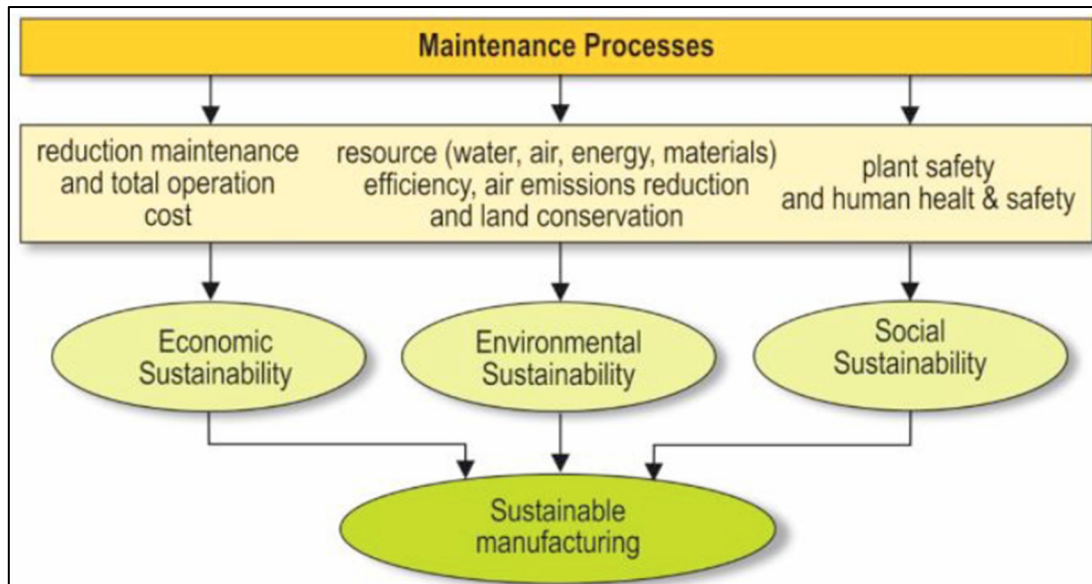 Maintenance Processes
reduction maintenance
and total operation
cost
resource (water, air, energy, materials)
efficiency, air emissions reduction
and land conservation
plant safety
and human healt & safety
Economic
Sustainability
Environmental
Sustainability
Social
Sustainability
Sustainable
manufacturing